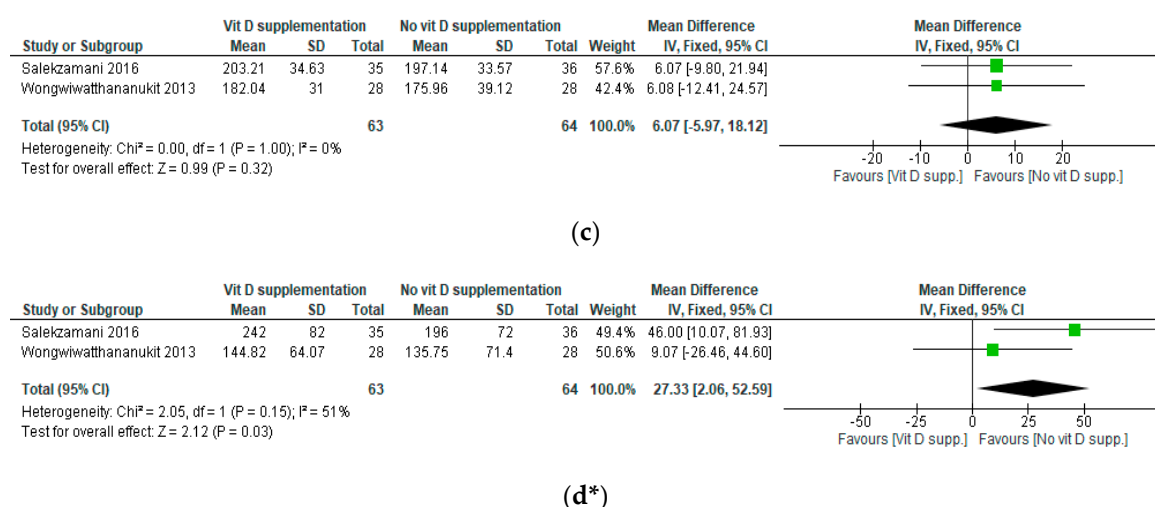 Vit D supplementation No vit D supplementation Mean Difference Mean Difference
Study or Subgroup Mean SD Total Mean SD Total Weight IV, Fixed, 95% CI IV, Fixed, 95% CI
Salekzamani 2016 203.21 34.63 35 197.14 33.57 36 57.6% 6.07 [-9.80, 21.94]
Wongwiwatthananukit 2013 182.04 31 28 175.96 39.12 28 42.4% 6.08 [-12.41, 24.57]
Total (95% CI) 63 64 100.0% 6.07 [-5.97, 18.12]
Heterogeneity: Chi² = 0.00, df = 1 (P = 1.00); I² = 0%
Test for overall effect: Z = 0.99 (P = 0.32)
-20 -10 0 10 20
Favours [Vit D supp.] Favours [No vit D supp.]
(c)
Vit D supplementation No vit D supplementation Mean Difference Mean Difference
Study or Subgroup Mean SD Total Mean SD Total Weight IV, Fixed, 95% CI IV, Fixed, 95% CI
Salekzamani 2016 242 82 35 196 72 36 49.4% 46.00 [10.07, 81.93]
Wongwiwatthananukit 2013 144.82 64.07 28 135.75 71.4 28 50.6% 9.07 [-26.46, 44.60]
Total (95% CI) 63 64 100.0% 27.33 [2.06, 52.59]
Heterogeneity: Chi² = 2.05, df = 1 (P = 0.15); I² = 51%
Test for overall effect: Z = 2.12 (P = 0.03)
-50 -25 0 25 50
Favours [Vit D supp.] Favours [No vit D supp.]
(d*)